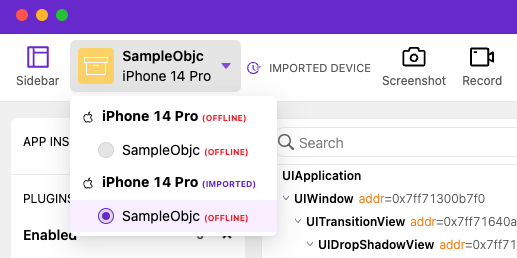 SampleObjc
iPhone 14 Pro
IMPORTED DEVICE
Sidebar
Screenshot
Record
iPhone 14 Pro (OFFLINE)
SampleObjc (OFFLINE)
iPhone 14 Pro (IMPORTED)
SampleObjc (OFFLINE)
APP INS
PLUGINS
Enabled
Search
UIApplication
UIWindow addr=0x7ff71300b7f0
UITransitionView addr=0x7ff71640a
UIDropShadowView addr=0x7ff71